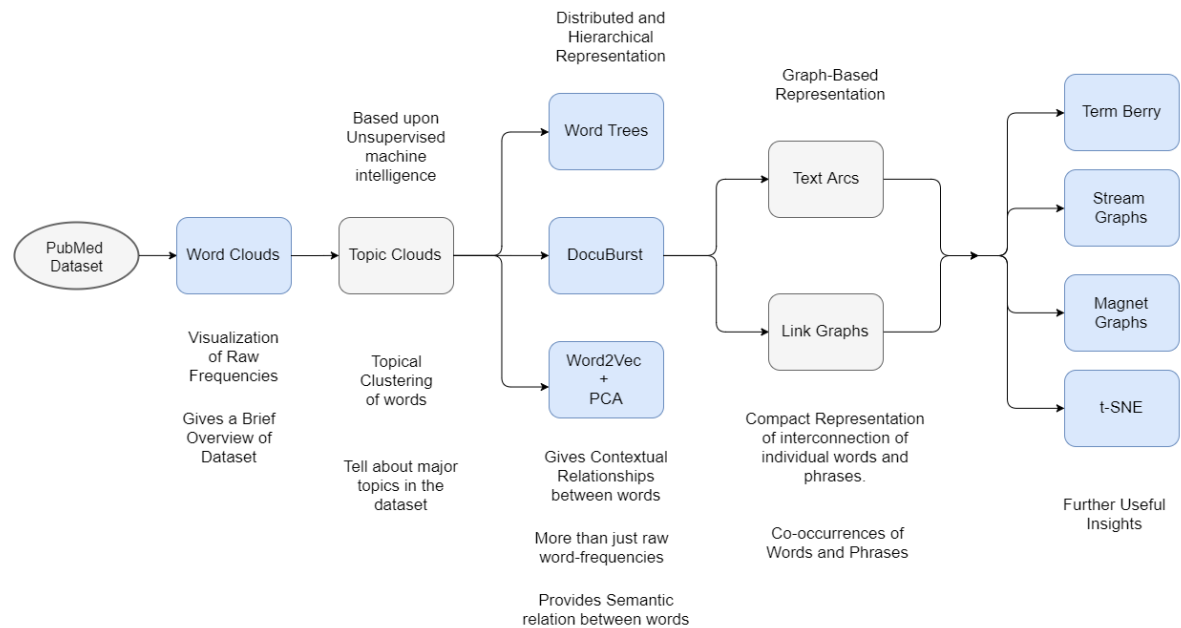 PubMed
Dataset
Word Clouds
Visualization
of Raw
Frequencies
Gives a Brief
Overview of
Dataset
Based upon
Unsupervised
machine
intelligence
Topic Clouds
Topical
Clustering
of words
Tell about major
topics in the
dataset
Distributed and
Hierarchical
Representation
Word Trees
DocuBurst
Word2Vec
+
PCA
Gives Contextual
Relationships
between words
More than just raw
word-frequencies
Provides Semantic
relation between words
Graph-Based
Representation
Text Arcs
Link Graphs
Compact Representation
of interconnection of
individual words and
phrases.
Co-occurrences of
Words and Phrases
Term Berry
Stream
Graphs
Magnet
Graphs
t-SNE
Further Useful
Insights